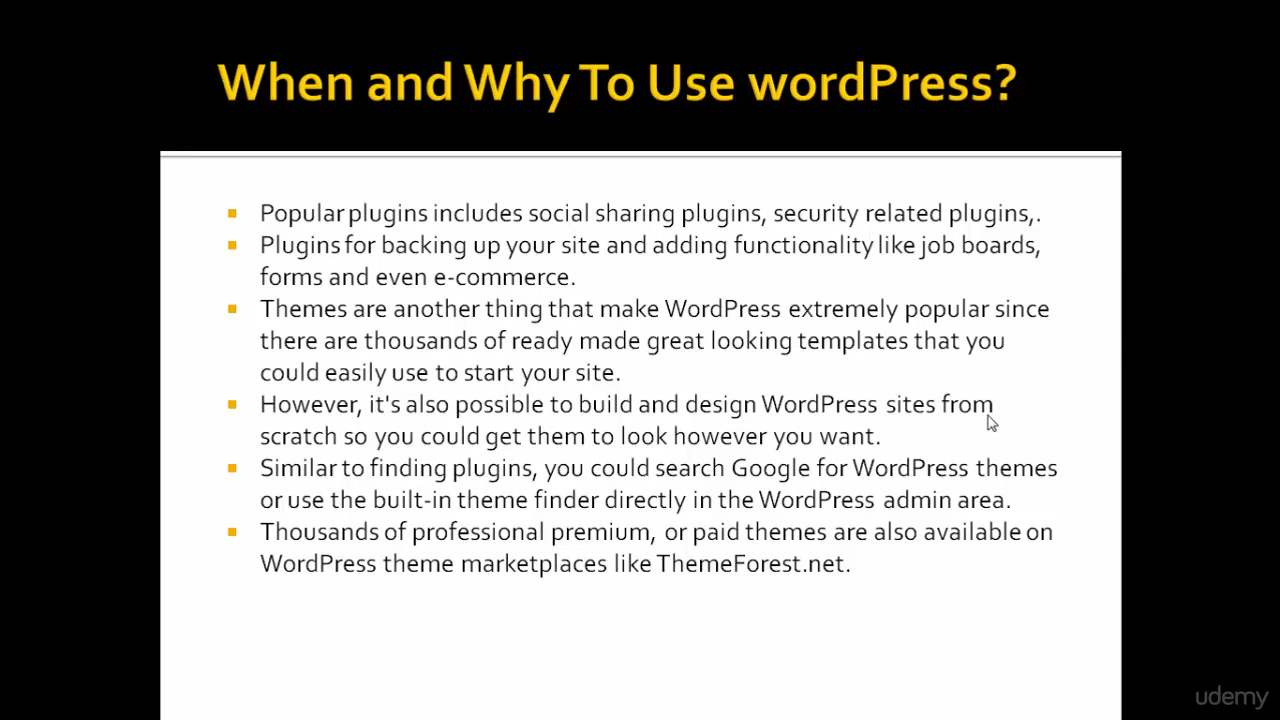 When and Why To Use wordPress?
Popular plugins includes social sharing plugins, security related plugins,.
Plugins for backing up your site and adding functionality like job boards,
forms and even e-commerce.
Themes are another thing that make WordPress extremely popular since
there are thousands of ready made great looking templates that you
could easily use to start your site.
However, it's also possible to build and design WordPress sites from
scratch so you could get them to look however you want.
Similar to finding plugins, you could search Google for WordPress themes
or use the built-in theme finder directly in the WordPress admin area.
Thousands of professional premium, or paid themes are also available on
WordPress theme marketplaces like ThemeForest.net.
udemy